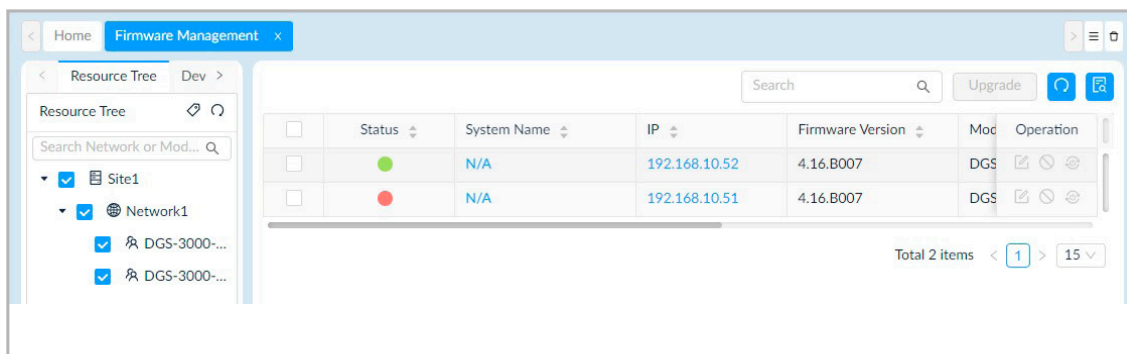 Home Firmware Management x
Resource Tree Dev
Search Upgrade
Resource Tree
Status System Name IP Firmware Version Mod Operation
Search Network or Mod...
N/A 192.168.10.52 4.16.B007 DGS
Site1
N/A 192.168.10.51 4.16.B007 DGS
Network1
DGS-3000-...
Total 2 items < 1 > 15
DGS-3000-...